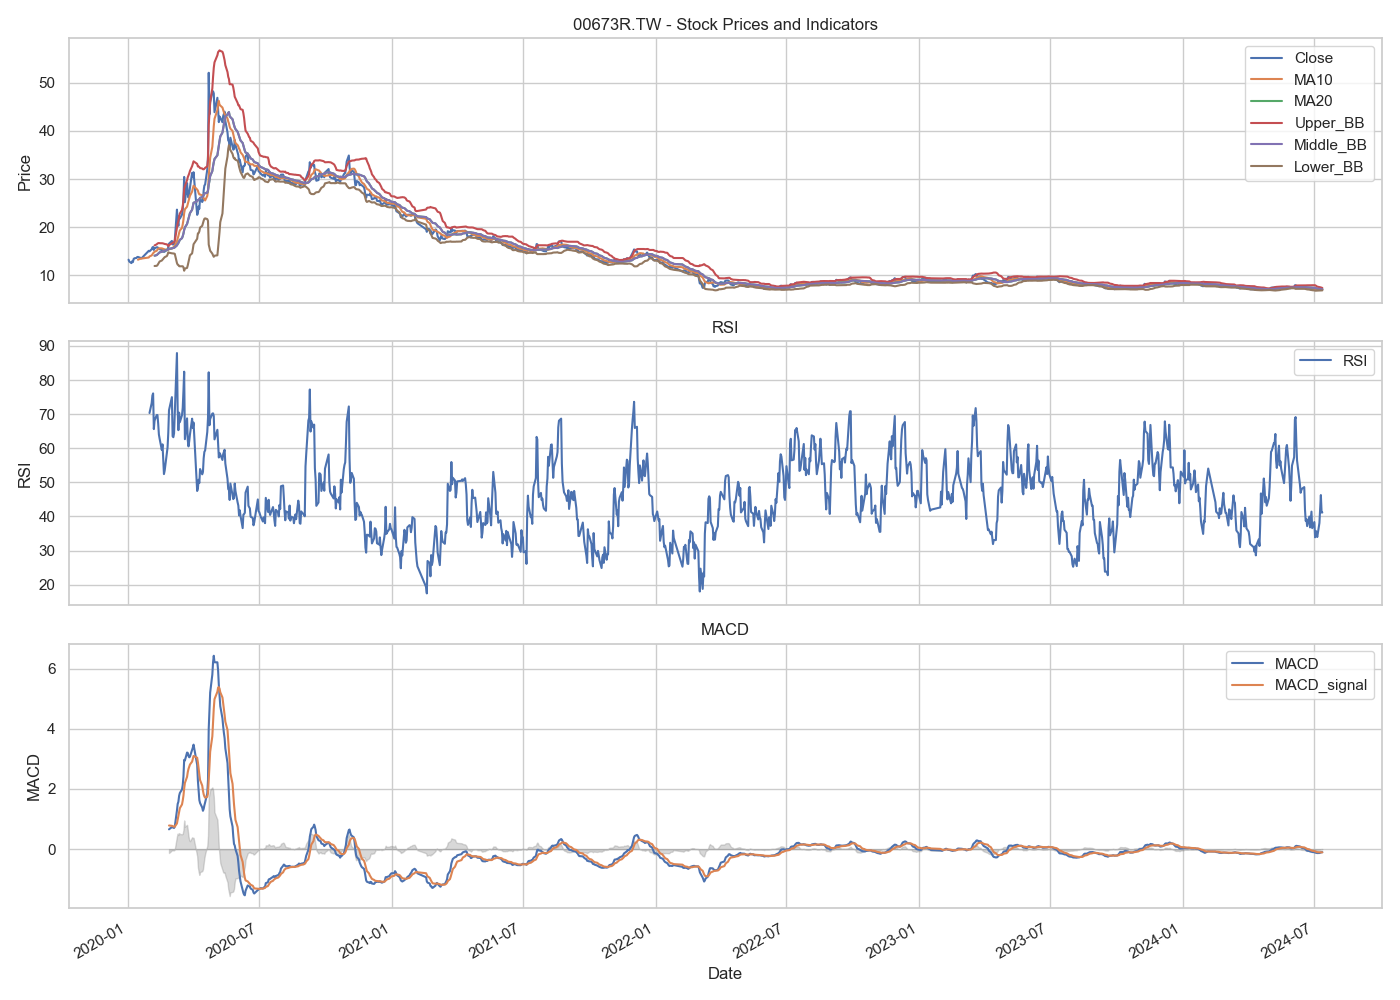 00673R.TW - Stock Prices and Indicators
Price
50
40
30
20
10
Close
MA10
MA20
Upper_BB
Middle_BB
Lower_BB
RSI
RSI
90
80
70
60
50
40
30
20
RSI
MACD
MACD
6
4
2
0
MACD
MACD_signal
2020-01
2020-07
2021-01
2021-07
2022-01
2022-07
2023-01
2023-07
2024-01
2024-07
Date